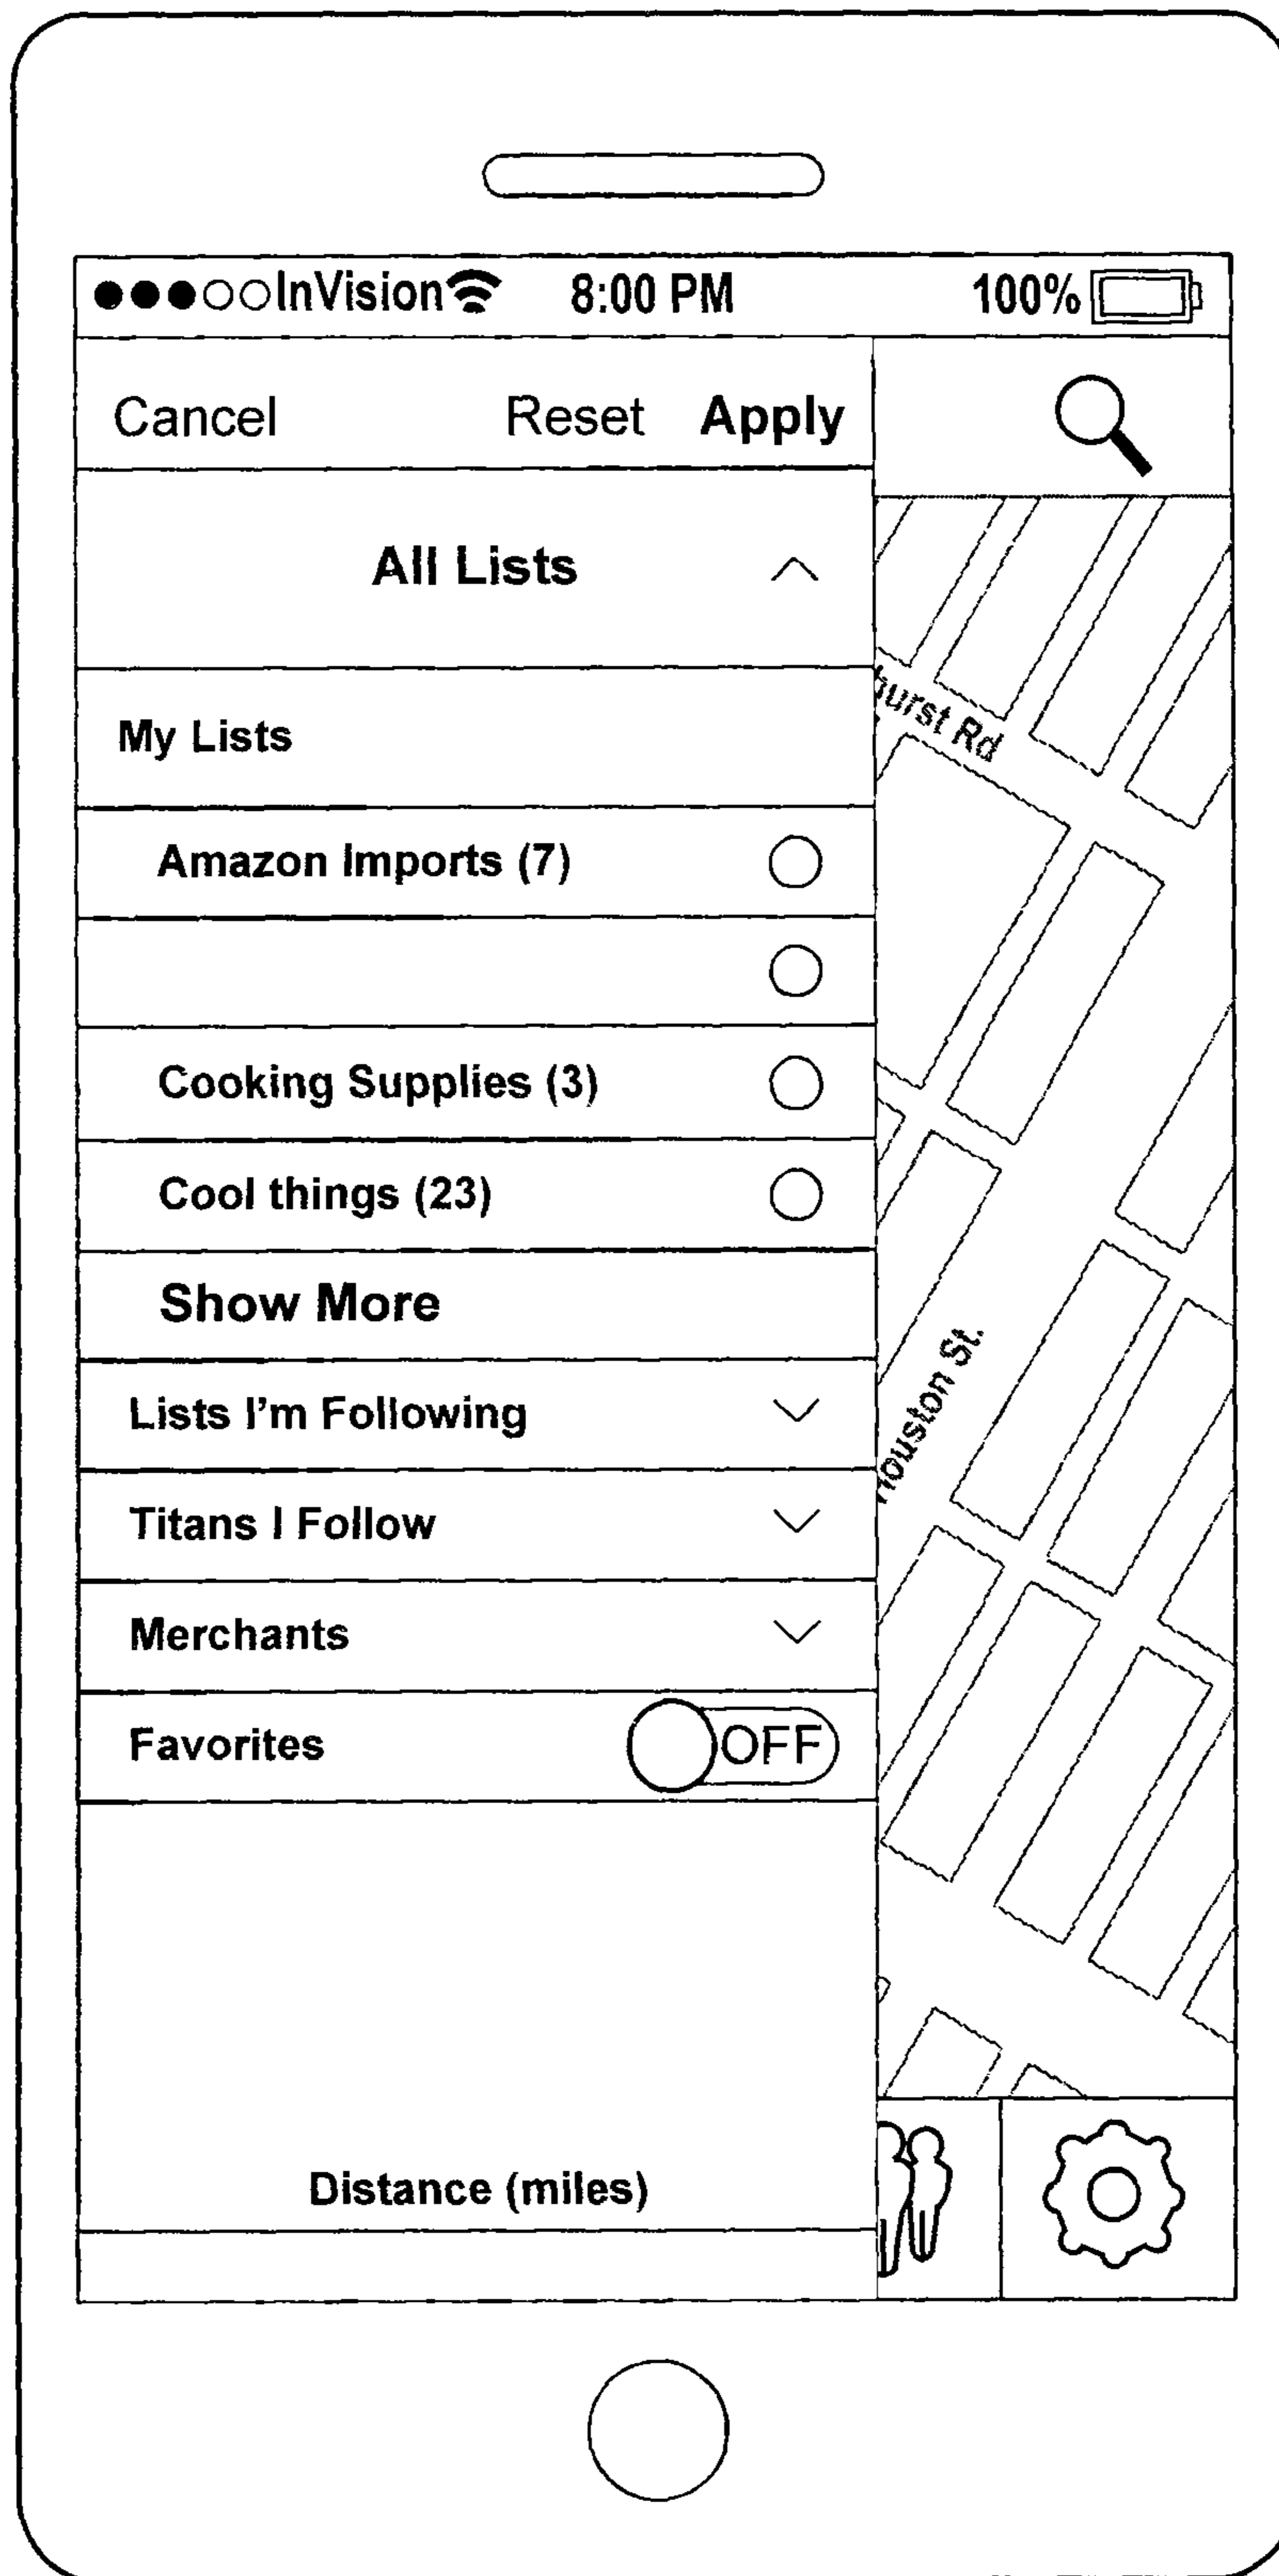 InVision 8:00 PM 100%
Cancel Reset Apply
All Lists
My Lists
Amazon Imports (7)
Cooking Supplies (3)
Cool things (23)
Show More
Lists I'm Following
Titans I Follow
Merchants
Favorites OFF
Distance (miles)
hurst Rd
Houston St.